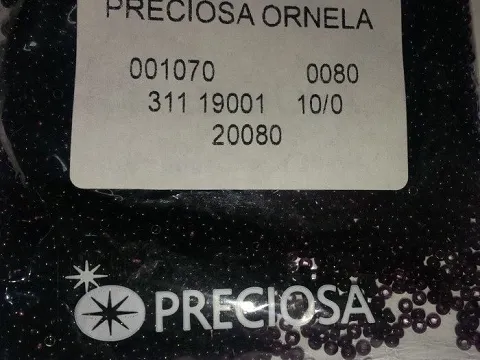 PRECIOSA ORNELA
001070 0080
311 19001 10/0
20080
PRECIOSA